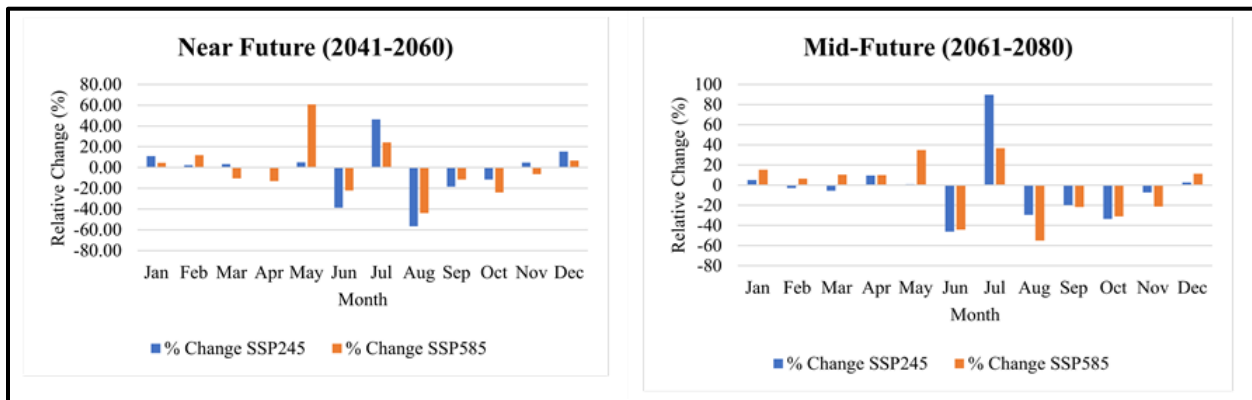 Near Future (2041-2060)
80.00
60.00
40.00
20.00
0.00
-20.00
-40.00
-60.00
-80.00
Relative Change (%)
Jan Feb Mar Apr May Jun Jul Aug Sep Oct Nov Dec
Month
% Change SSP245 % Change SSP585
Mid-Future (2061-2080)
100
80
60
40
20
0
-20
-40
-60
-80
Relative Change (%)
Jan Feb Mar Apr May Jun Jul Aug Sep Oct Nov Dec
Month
% Change SSP245 % Change SSP585